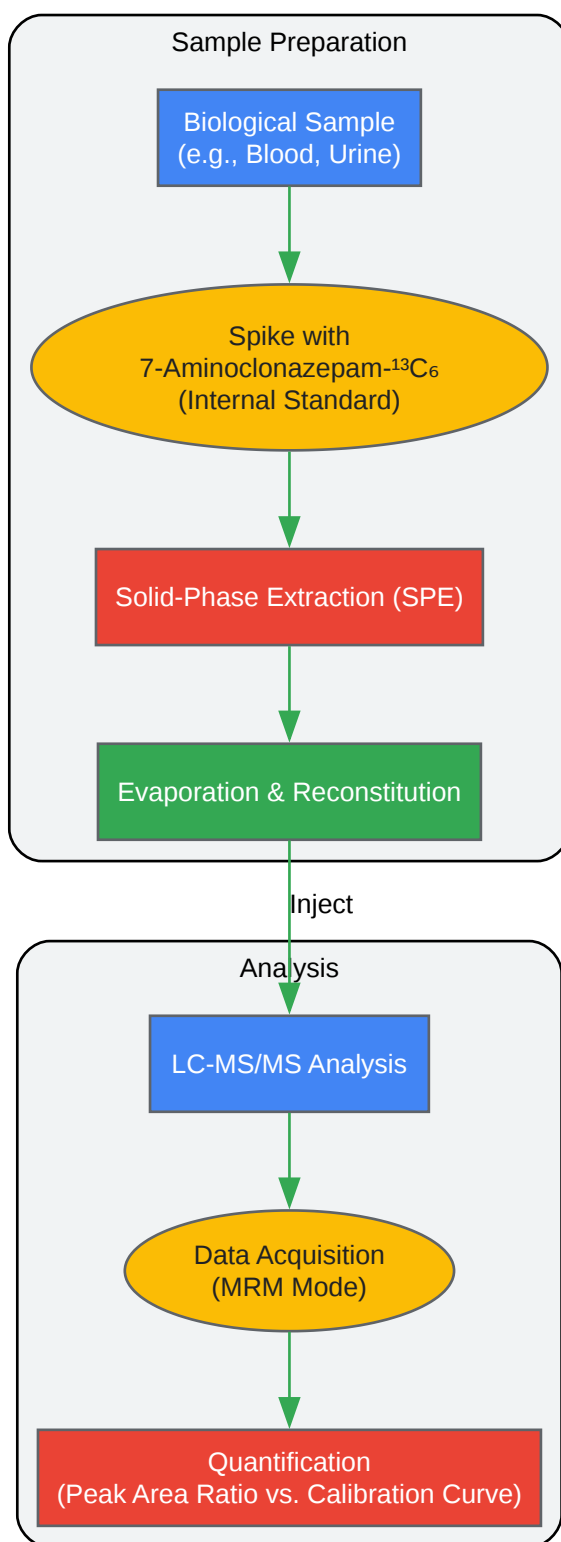 Sample Preparation
Biological Sample
(e.g., Blood, Urine)
Spike with
7-Aminoclonazepam-¹³C₆
(Internal Standard)
Solid-Phase Extraction (SPE)
Evaporation & Reconstitution
Inject
Analysis
LC-MS/MS Analysis
Data Acquisition
(MRM Mode)
Quantification
(Peak Area Ratio vs. Calibration Curve)